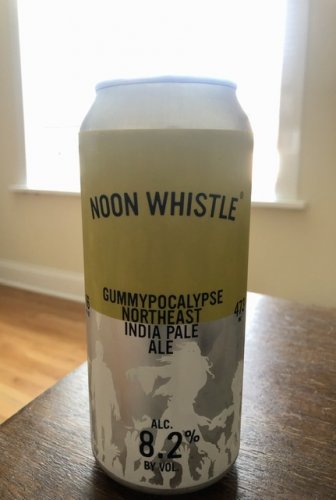 NOON WHISTLE®
GUMMYPOCALYPSE
NORTHEAST
INDIA PALE
ALE
ALC.
8.2%
BY VOL.